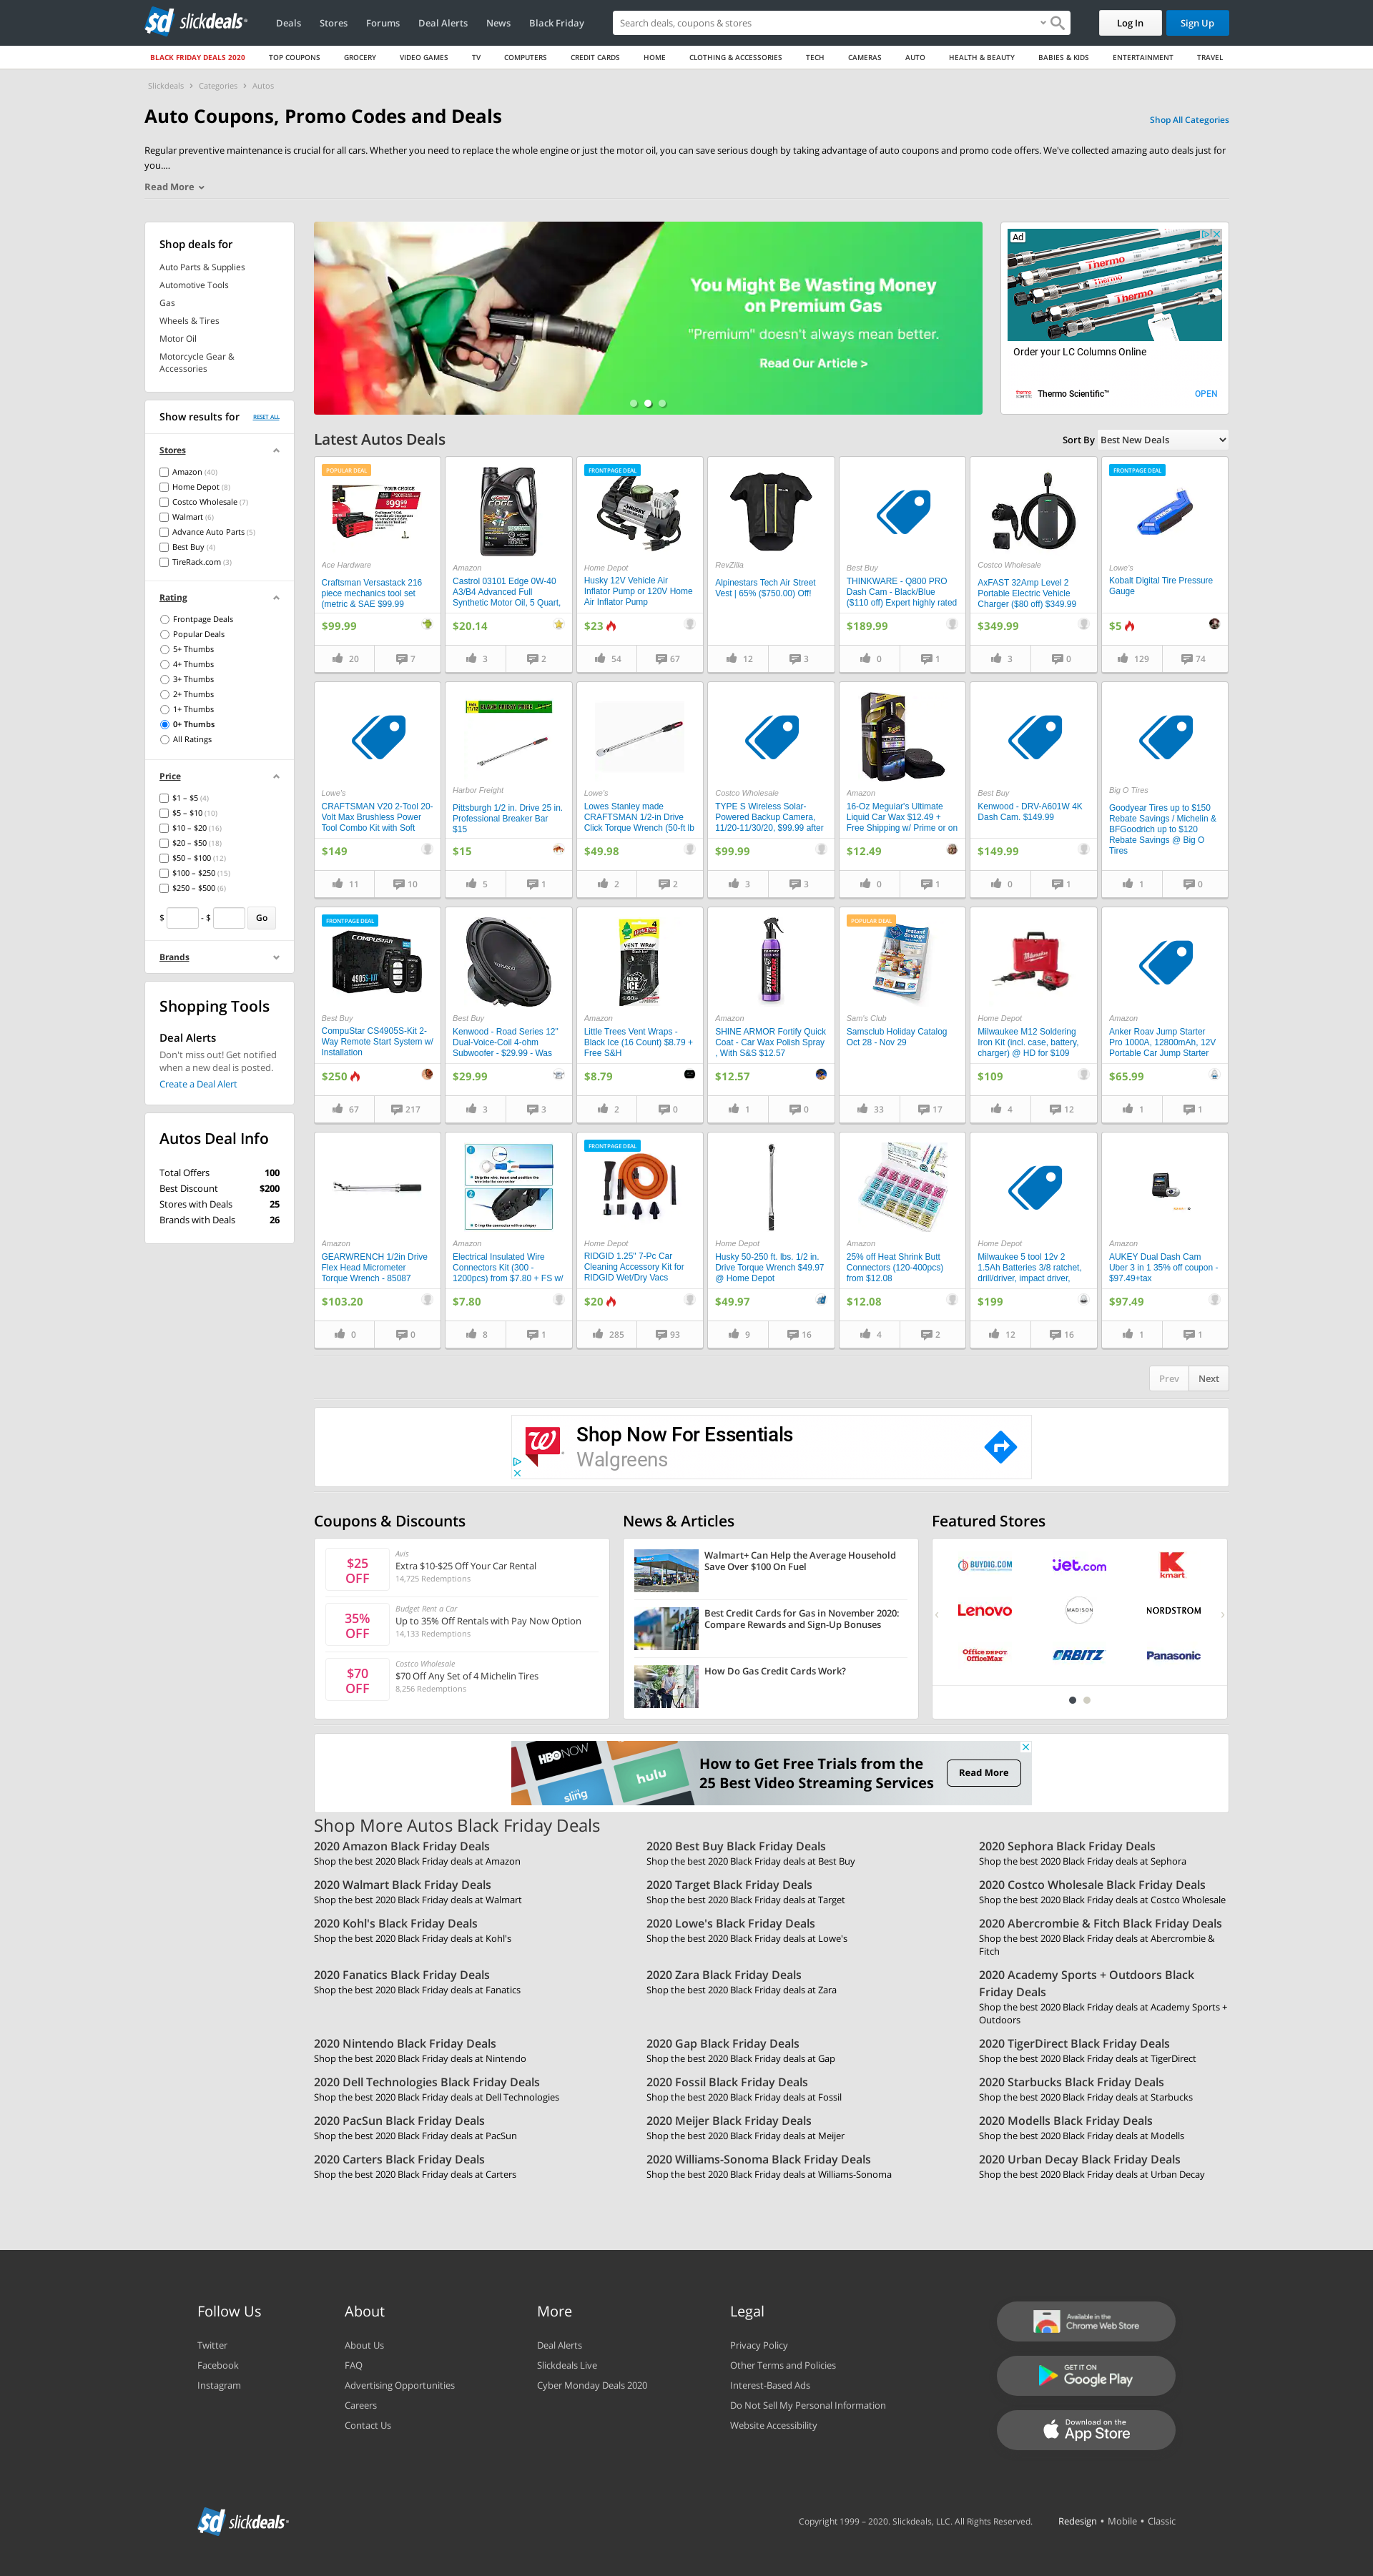 sd slickdeals
Deals Stores Forums Deal Alerts News Black Friday
Search deals, coupons & stores
Log In Sign Up
BLACK FRIDAY DEALS 2020 TOP COUPONS GROCERY VIDEO GAMES TV COMPUTERS CREDIT CARDS HOME CLOTHING & ACCESSORIES TECH CAMERAS AUTO HEALTH & BEAUTY BABIES & KIDS ENTERTAINMENT TRAVEL
Slickdeals > Categories > Autos
Auto Coupons, Promo Codes and Deals
Shop All Categories
Regular preventive maintenance is crucial for all cars. Whether you need to replace the whole engine or just the motor oil, you can save serious dough by taking advantage of auto coupons and promo code offers. We've collected amazing auto deals just for
you....
Read More
Shop deals for
Auto Parts & Supplies
Automotive Tools
Gas
Wheels & Tires
Motor Oil
Motorcycle Gear &
Accessories
Show results for RESET ALL
Stores
Amazon (40)
Home Depot (8)
Costco Wholesale (7)
Walmart (6)
Advance Auto Parts (5)
Best Buy (4)
TireRack.com (3)
Rating
Frontpage Deals
Popular Deals
5+ Thumbs
4+ Thumbs
3+ Thumbs
2+ Thumbs
1+ Thumbs
0+ Thumbs
All Ratings
Price
$1 – $5 (4)
$5 – $10 (10)
$10 – $20 (16)
$20 – $50 (18)
$50 – $100 (12)
$100 – $250 (15)
$250 – $500 (6)
$ - $ Go
Brands
Shopping Tools
Deal Alerts
Don't miss out! Get notified
when a new deal is posted.
Create a Deal Alert
Autos Deal Info
Total Offers 100
Best Discount $200
Stores with Deals 25
Brands with Deals 26
You Might Be Wasting Money
on Premium Gas
"Premium" doesn't always mean better.
Read Our Article >
Ad
Thermo
Order your LC Columns Online
Thermo Scientific™
OPEN
Latest Autos Deals
Sort By Best New Deals
POPULAR DEAL
YOUR CHOICE
$99.99
Ace Hardware
Craftsman Versastack 216
piece mechanics tool set
(metric & SAE $99.99
$99.99
20 7
Amazon
Castrol 03101 Edge 0W-40
A3/B4 Advanced Full
Synthetic Motor Oil, 5 Quart,
$20.14
3 2
FRONTPAGE DEAL
Home Depot
Husky 12V Vehicle Air
Inflator Pump or 120V Home
Air Inflator Pump
$23
54 67
RevZilla
Alpinestars Tech Air Street
Vest | 65% ($750.00) Off!
12 3
Best Buy
THINKWARE - Q800 PRO
Dash Cam - Black/Blue
($110 off) Expert highly rated
$189.99
0 1
Costco Wholesale
AxFAST 32Amp Level 2
Portable Electric Vehicle
Charger ($80 off) $349.99
$349.99
3 0
FRONTPAGE DEAL
Lowe's
Kobalt Digital Tire Pressure
Gauge
$5
129 74
Lowe's
CRAFTSMAN V20 2-Tool 20-
Volt Max Brushless Power
Tool Combo Kit with Soft
$149
11 10
Harbor Freight
Pittsburgh 1/2 in. Drive 25 in.
Professional Breaker Bar
$15
$15
5 1
Lowe's
Lowes Stanley made
CRAFTSMAN 1/2-in Drive
Click Torque Wrench (50-ft lb
$49.98
2 2
Costco Wholesale
TYPE S Wireless Solar-
Powered Backup Camera,
11/20-11/30/20, $99.99 after
$99.99
3 3
Amazon
16-Oz Meguiar's Ultimate
Liquid Car Wax $12.49 +
Free Shipping w/ Prime or on
$12.49
0 1
Best Buy
Kenwood - DRV-A601W 4K
Dash Cam. $149.99
$149.99
0 1
Big O Tires
Goodyear Tires up to $150
Rebate Savings / Michelin &
BFGoodrich up to $120
Rebate Savings @ Big O
Tires
1 0
FRONTPAGE DEAL
COMPUSTAR
4905S-KIT
Best Buy
CompuStar CS4905S-Kit 2-
Way Remote Start System w/
Installation
$250
67 217
Best Buy
Kenwood - Road Series 12"
Dual-Voice-Coil 4-ohm
Subwoofer - $29.99 - Was
$29.99
3 3
VENT WRAP
BLACK ICE
Amazon
Little Trees Vent Wraps -
Black Ice (16 Count) $8.79 +
Free S&H
$8.79
2 0
SHINE ARMOR
Amazon
SHINE ARMOR Fortify Quick
Coat - Car Wax Polish Spray
, With S&S $12.57
$12.57
1 0
POPULAR DEAL
Instant Savings
Sam's Club
Samsclub Holiday Catalog
Oct 28 - Nov 29
33 17
Home Depot
Milwaukee M12 Soldering
Iron Kit (incl. case, battery,
charger) @ HD for $109
$109
4 12
Amazon
Anker Roav Jump Starter
Pro 1000A, 12800mAh, 12V
Portable Car Jump Starter
$65.99
1 1
Amazon
GEARWRENCH 1/2in Drive
Flex Head Micrometer
Torque Wrench - 85087
$103.20
0 0
Amazon
Electrical Insulated Wire
Connectors Kit (300 -
1200pcs) from $7.80 + FS w/
$7.80
8 1
FRONTPAGE DEAL
Home Depot
RIDGID 1.25" 7-Pc Car
Cleaning Accessory Kit for
RIDGID Wet/Dry Vacs
$20
285 93
Home Depot
Husky 50-250 ft. lbs. 1/2 in.
Drive Torque Wrench $49.97
@ Home Depot
$49.97
9 16
Amazon
25% off Heat Shrink Butt
Connectors (120-400pcs)
from $12.08
$12.08
4 2
Home Depot
Milwaukee 5 tool 12v 2
1.5Ah Batteries 3/8 ratchet,
drill/driver, impact driver,
$199
12 16
Amazon
AUKEY Dual Dash Cam
Uber 3 in 1 35% off coupon -
$97.49+tax
$97.49
1 1
Prev Next
Shop Now For Essentials
Walgreens
Coupons & Discounts
$25
OFF
Avis
Extra $10-$25 Off Your Car Rental
14,725 Redemptions
35%
OFF
Budget Rent a Car
Up to 35% Off Rentals with Pay Now Option
14,133 Redemptions
$70
OFF
Costco Wholesale
$70 Off Any Set of 4 Michelin Tires
8,256 Redemptions
News & Articles
Walmart+ Can Help the Average Household
Save Over $100 On Fuel
Best Credit Cards for Gas in November 2020:
Compare Rewards and Sign-Up Bonuses
How Do Gas Credit Cards Work?
Featured Stores
BUYDIG.COM jet.com kmart
Lenovo MADISON NORDSTROM
Office DEPOT OfficeMax ORBITZ Panasonic
HBO NOW
sling
hulu
How to Get Free Trials from the
25 Best Video Streaming Services
Read More
Shop More Autos Black Friday Deals
2020 Amazon Black Friday Deals
Shop the best 2020 Black Friday deals at Amazon
2020 Best Buy Black Friday Deals
Shop the best 2020 Black Friday deals at Best Buy
2020 Sephora Black Friday Deals
Shop the best 2020 Black Friday deals at Sephora
2020 Walmart Black Friday Deals
Shop the best 2020 Black Friday deals at Walmart
2020 Target Black Friday Deals
Shop the best 2020 Black Friday deals at Target
2020 Costco Wholesale Black Friday Deals
Shop the best 2020 Black Friday deals at Costco Wholesale
2020 Kohl's Black Friday Deals
Shop the best 2020 Black Friday deals at Kohl's
2020 Lowe's Black Friday Deals
Shop the best 2020 Black Friday deals at Lowe's
2020 Abercrombie & Fitch Black Friday Deals
Shop the best 2020 Black Friday deals at Abercrombie &
Fitch
2020 Fanatics Black Friday Deals
Shop the best 2020 Black Friday deals at Fanatics
2020 Zara Black Friday Deals
Shop the best 2020 Black Friday deals at Zara
2020 Academy Sports + Outdoors Black
Friday Deals
Shop the best 2020 Black Friday deals at Academy Sports +
Outdoors
2020 Nintendo Black Friday Deals
Shop the best 2020 Black Friday deals at Nintendo
2020 Gap Black Friday Deals
Shop the best 2020 Black Friday deals at Gap
2020 TigerDirect Black Friday Deals
Shop the best 2020 Black Friday deals at TigerDirect
2020 Dell Technologies Black Friday Deals
Shop the best 2020 Black Friday deals at Dell Technologies
2020 Fossil Black Friday Deals
Shop the best 2020 Black Friday deals at Fossil
2020 Starbucks Black Friday Deals
Shop the best 2020 Black Friday deals at Starbucks
2020 PacSun Black Friday Deals
Shop the best 2020 Black Friday deals at PacSun
2020 Meijer Black Friday Deals
Shop the best 2020 Black Friday deals at Meijer
2020 Modells Black Friday Deals
Shop the best 2020 Black Friday deals at Modells
2020 Carters Black Friday Deals
Shop the best 2020 Black Friday deals at Carters
2020 Williams-Sonoma Black Friday Deals
Shop the best 2020 Black Friday deals at Williams-Sonoma
2020 Urban Decay Black Friday Deals
Shop the best 2020 Black Friday deals at Urban Decay
Follow Us
Twitter
Facebook
Instagram
About
About Us
FAQ
Advertising Opportunities
Careers
Contact Us
More
Deal Alerts
Slickdeals Live
Cyber Monday Deals 2020
Legal
Privacy Policy
Other Terms and Policies
Interest-Based Ads
Do Not Sell My Personal Information
Website Accessibility
Available in the
Chrome Web Store
GET IT ON
Google Play
Download on the
App Store
sd slickdeals
Copyright 1999 – 2020. Slickdeals, LLC. All Rights Reserved.
Redesign • Mobile • Classic